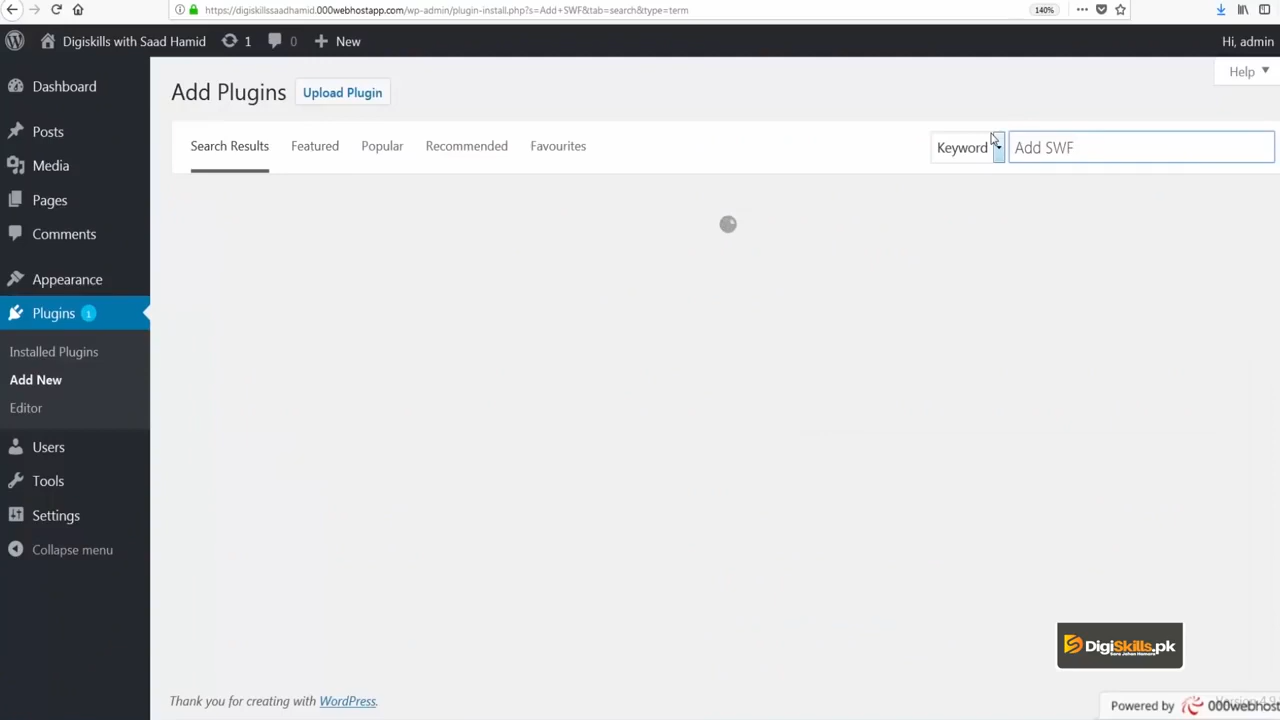 https://digiskillssaadhamid.000webhostapp.com/wp-admin/plugin-install.php?s=Add+SWF&tab=search&type=term
140%
Digiskills with Saad Hamid
1
0
New
Hi, admin
Help
Dashboard
Posts
Media
Pages
Comments
Appearance
Plugins 1
Installed Plugins
Add New
Editor
Users
Tools
Settings
Collapse menu
Add Plugins
Upload Plugin
Search Results
Featured
Popular
Recommended
Favourites
Keyword
Add SWF
DigiSkills.pk
Thank you for creating with WordPress.
Powered by 000webhost